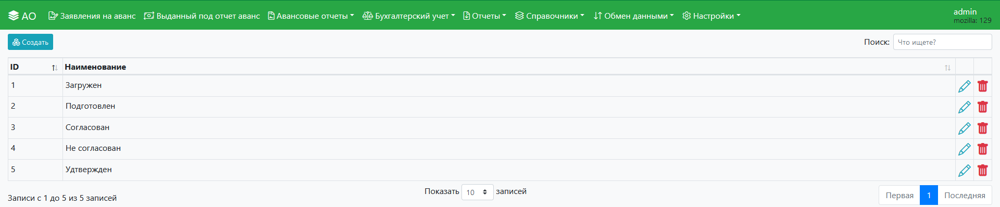 AO Заявления на аванс Выданный под отчет аванс Авансовые отчеты Бухгалтерский учет Отчеты Справочники Обмен данными Настройки admin
mozilla: 129
Создать Поиск: Что ищете?
ID Наименование
1 Загружен
2 Подготовлен
3 Согласован
4 Не согласован
5 Удтвержден
Показать 10 записей
Записи с 1 до 5 из 5 записей Первая 1 Последняя